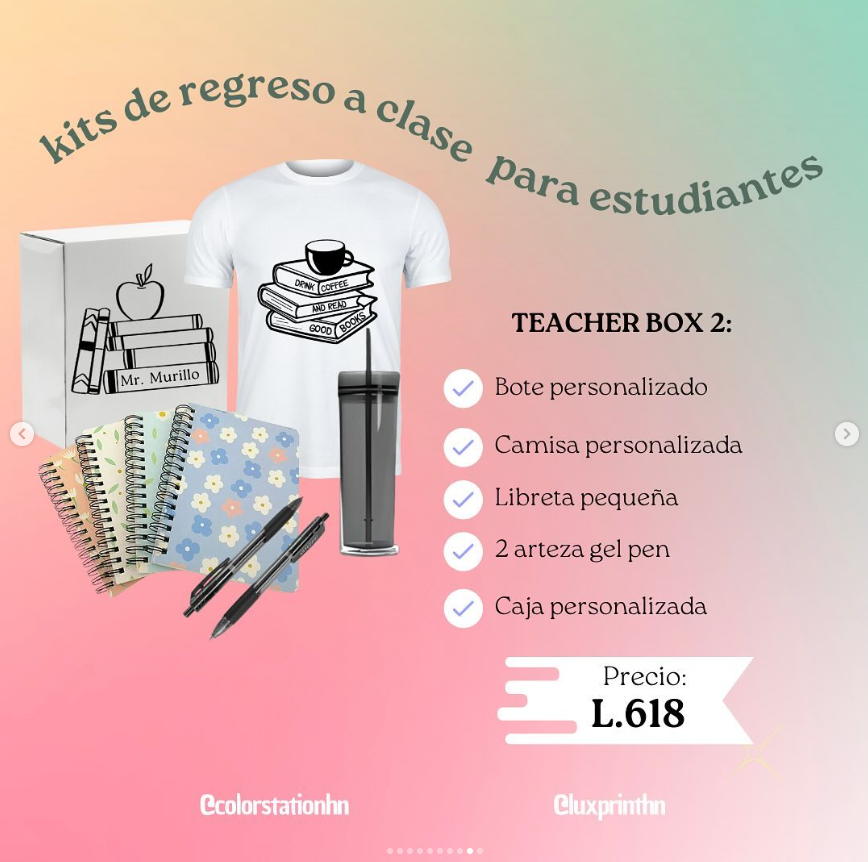 kits de regreso a clase para estudiantes
DRINK COFFEE
AND READ
GOOD BOOKS
Mr. Murillo
TEACHER BOX 2:
Bote personalizado
Camisa personalizada
Libreta pequeña
2 arteza gel pen
Caja personalizada
Precio:
L.618
@colorstationhn
@luxprinthn